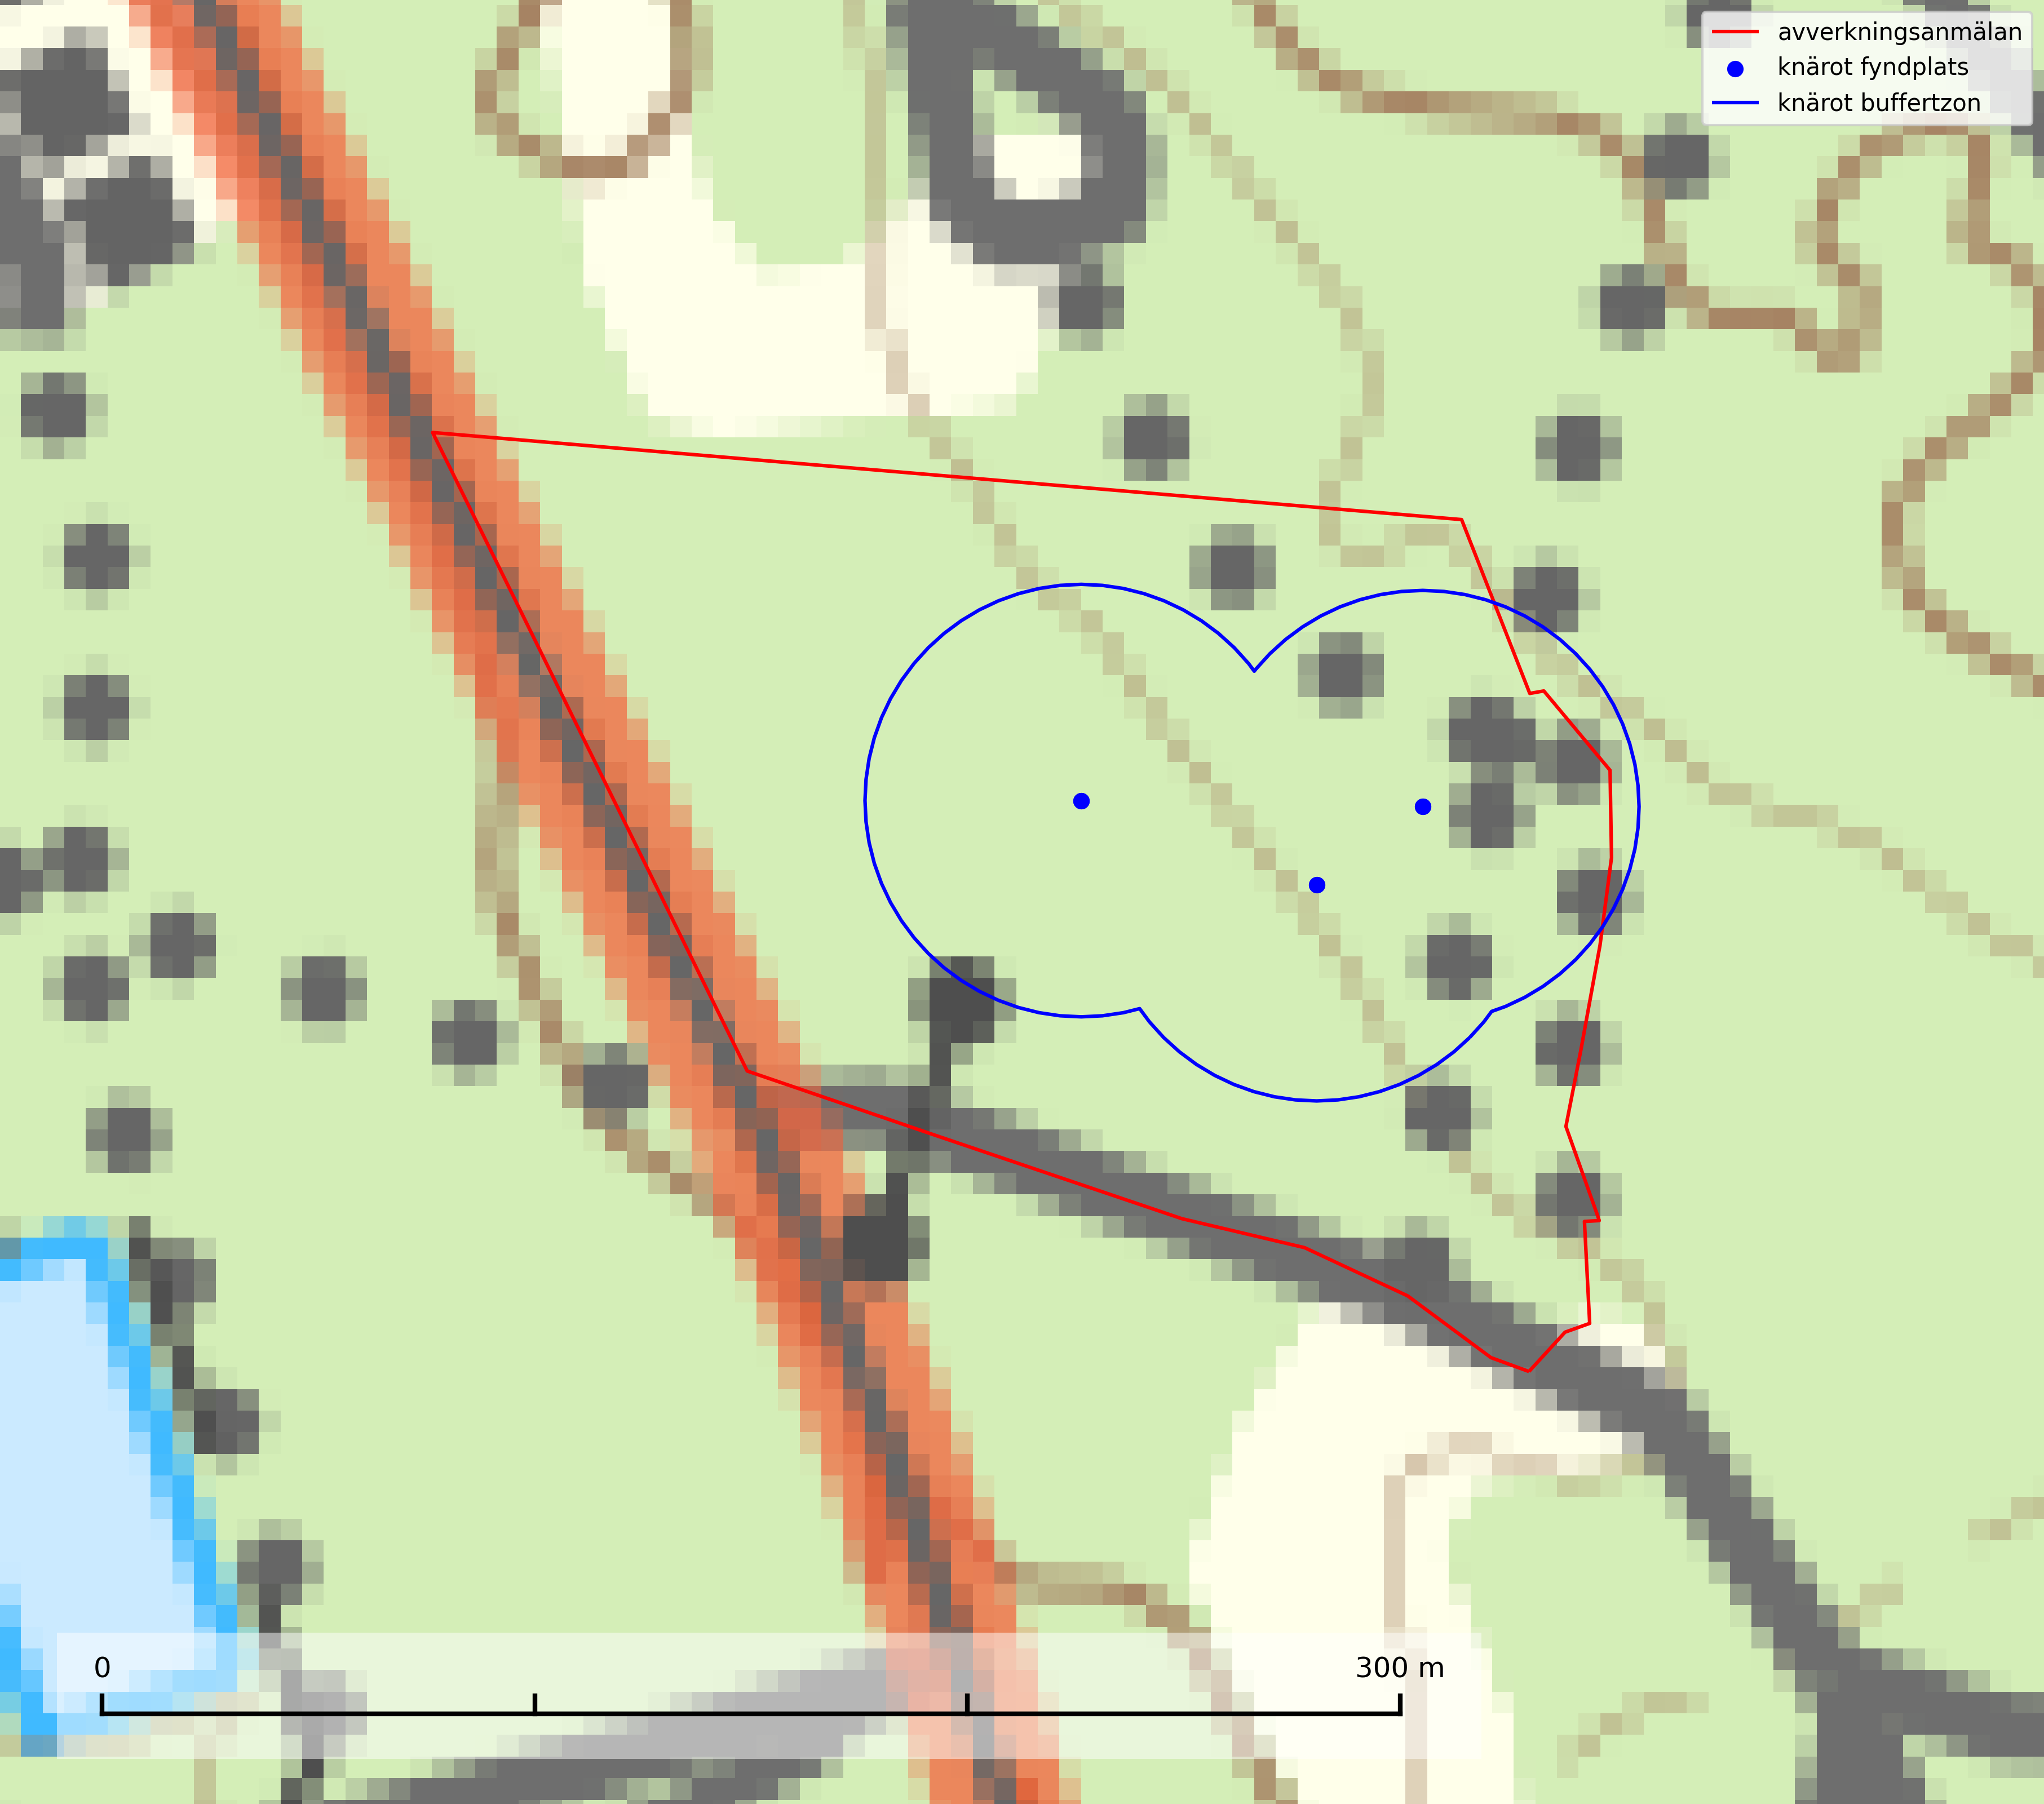 avverkningsanmälan
knärot fyndplats
knärot buffertzon
0 300 m